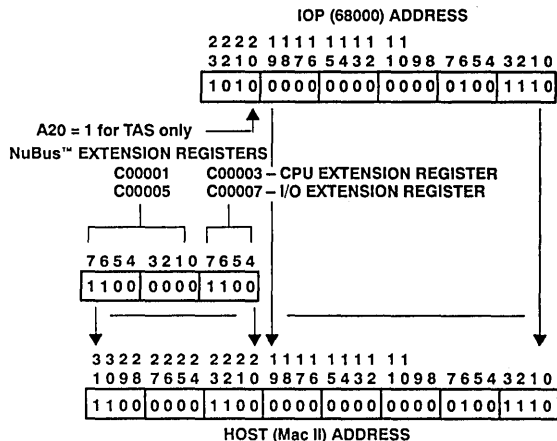 IOP (68000) ADDRESS
2222 1111 1111 11
3210 9876 5432 1098 7654 3210
1010 0000 0000 0000 0100 1110
A20 = 1 for TAS only
NuBus™ EXTENSION REGISTERS
C00001 C00003 – CPU EXTENSION REGISTER
C00005 C00007 – I/O EXTENSION REGISTER
7654 3210 7654
1100 0000 1100
3322 2222 2222 1111 1111 11
1098 7654 3210 9876 5432 1098 7654 3210
1100 0000 1100 0000 0000 0000 0100 1110
HOST (Mac II) ADDRESS